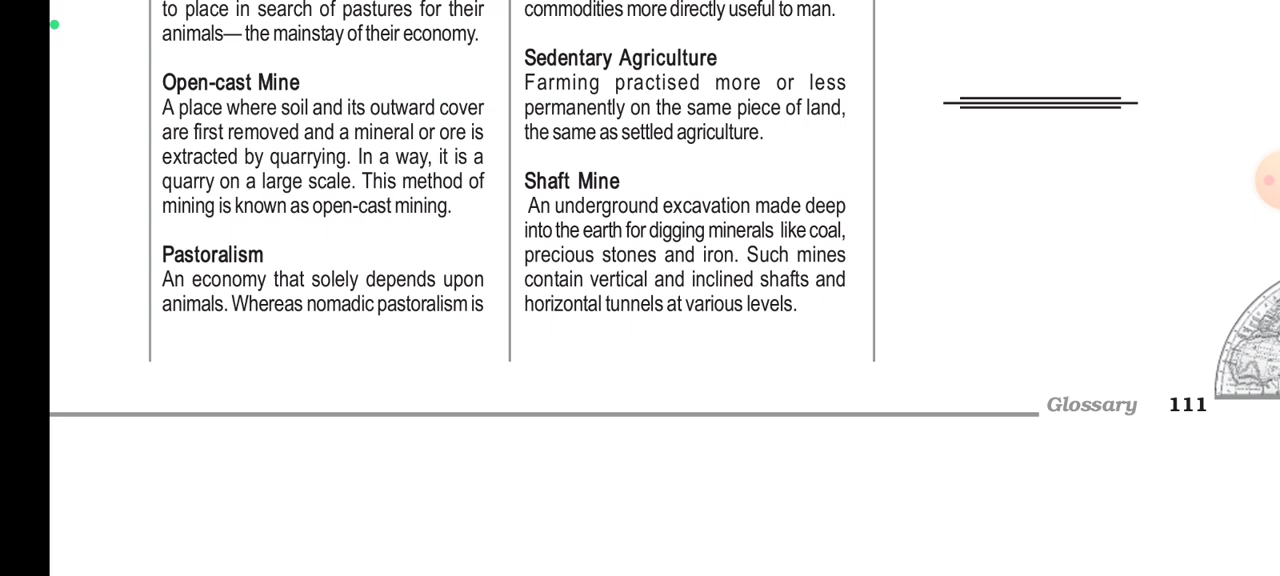 to place in search of pastures for their
animals— the mainstay of their economy.
Open-cast Mine
A place where soil and its outward cover
are first removed and a mineral or ore is
extracted by quarrying. In a way, it is a
quarry on a large scale. This method of
mining is known as open-cast mining.
Pastoralism
An economy that solely depends upon
animals. Whereas nomadic pastoralism is
commodities more directly useful to man.
Sedentary Agriculture
Farming practised more or less
permanently on the same piece of land,
the same as settled agriculture.
Shaft Mine
An underground excavation made deep
into the earth for digging minerals like coal,
precious stones and iron. Such mines
contain vertical and inclined shafts and
horizontal tunnels at various levels.
Glossary 111